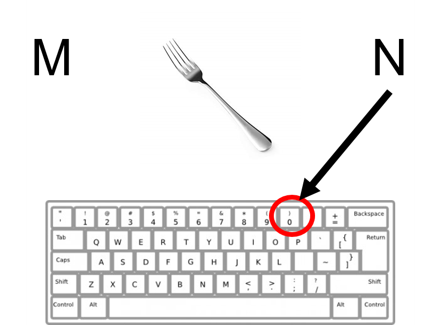 M N
" ! @ # $ % " & * ( ) + Backspace
' 1 2 3 4 5 6 7 8 9 0 =
Tab Q W E R T Y U I O P ` { Return
[
Caps A S D F G H J K L ~ }
]
Shift Z X C V B N M < > : ? Shift
, . ; /
Control Alt Alt Control